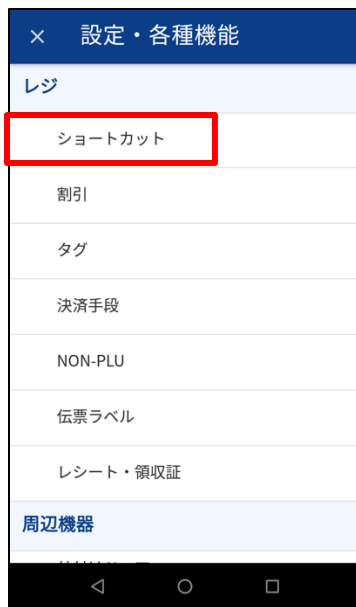 × 設定・各種機能
レジ
ショートカット
割引
タグ
決済手段
NON-PLU
伝票ラベル
レシート・領収証
周辺機器